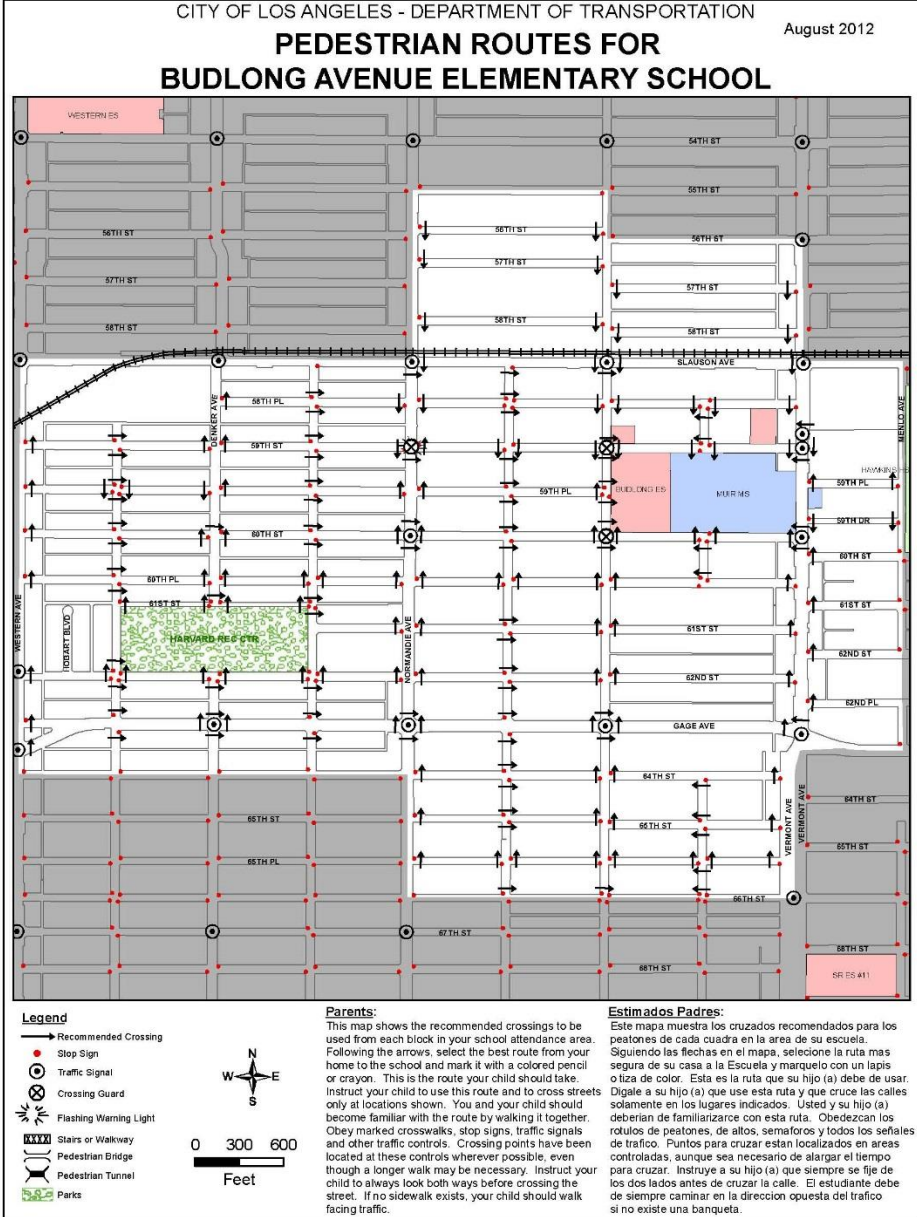 CITY OF LOS ANGELES - DEPARTMENT OF TRANSPORTATION
August 2012
PEDESTRIAN ROUTES FOR
BUDLONG AVENUE ELEMENTARY SCHOOL
WESTERN ES
54TH ST
55TH ST
56TH ST
56TH ST
56TH ST
57TH ST
57TH ST
57TH ST
58TH ST
58TH ST
58TH ST
SLAUSON AVE
DENKER AVE
58TH PL
MENLO AVE
59TH ST
59TH PL
BUDLONG ES
MUIR MS
59TH PL
59TH DR
60TH ST
60TH ST
60TH PL
61ST ST
61ST ST
61ST ST
WESTERN AVE
HOBART BLVD
HARVARD REC CTR
NORMANDIE AVE
62ND ST
62ND ST
62ND PL
GAGE AVE
64TH ST
64TH ST
VERMONT AVE
VERMONT AVE
65TH ST
65TH ST
65TH ST
65TH PL
66TH ST
67TH ST
68TH ST
68TH ST
SR ES #11
Legend
Recommended Crossing
Stop Sign
Traffic Signal
Crossing Guard
Flashing Warning Light
Stairs or Walkway
Pedestrian Bridge
Pedestrian Tunnel
Parks
N
W E
S
0 300 600
Feet
Parents:
This map shows the recommended crossings to be
used from each block in your school attendance area.
Following the arrows, select the best route from your
home to the school and mark it with a colored pencil
or crayon. This is the route your child should take.
Instruct your child to use this route and to cross streets
only at locations shown. You and your child should
become familiar with the route by walking it together.
Obey marked crosswalks, stop signs, traffic signals
and other traffic controls. Crossing points have been
located at these controls wherever possible, even
though a longer walk may be necessary. Instruct your
child to always look both ways before crossing the
street. If no sidewalk exists, your child should walk
facing traffic.
Estimados Padres:
Este mapa muestra los cruzados recomendados para los
peatones de cada cuadra en la area de su escuela.
Siguiendo las flechas en el mapa, selecione la ruta mas
segura de su casa a la Escuela y marquelo con un lapis
o tiza de color. Esta es la ruta que su hijo (a) debe de usar.
Digale a su hijo (a) que use esta ruta y que cruce las calles
solamente en los lugares indicados. Usted y su hijo (a)
deberian de familiarizarce con esta ruta. Obedezcan los
rotulos de peatones, de altos, semaforos y todos los señales
de trafico. Puntos para cruzar estan localizados en areas
controladas, aunque sea necesario de alargar el tiempo
para cruzar. Instruye a su hijo (a) que siempre se fije de
los dos lados antes de cruzar la calle. El estudiante debe
de siempre caminar en la direccion opuesta del trafico
si no existe una banqueta.